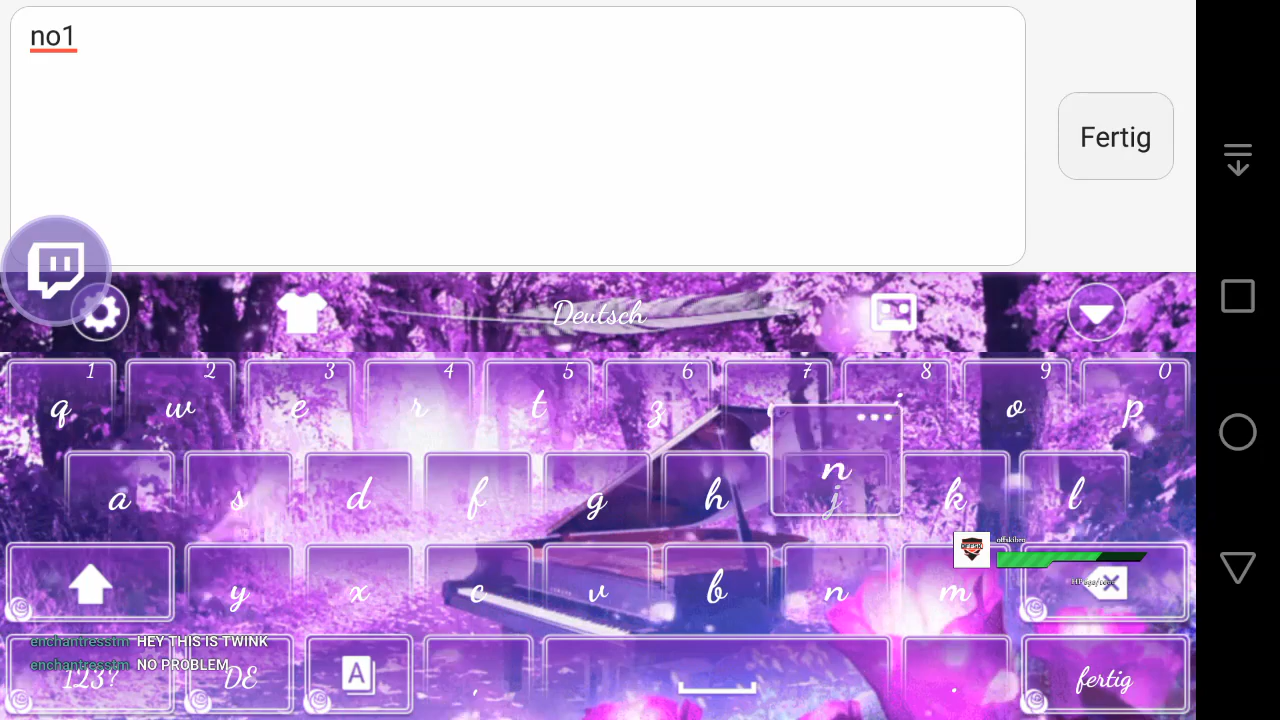 no1
Fertig
Deutsch
1 2 3 4 5 6 7 8 9 0
q w e r t z o p
n
a s d f g h j k l
offskibro
y x c v b n m
enchantresstm HEY THIS IS TWINK
enchantresstm NO PROBLEM
123? DE A , . fertig